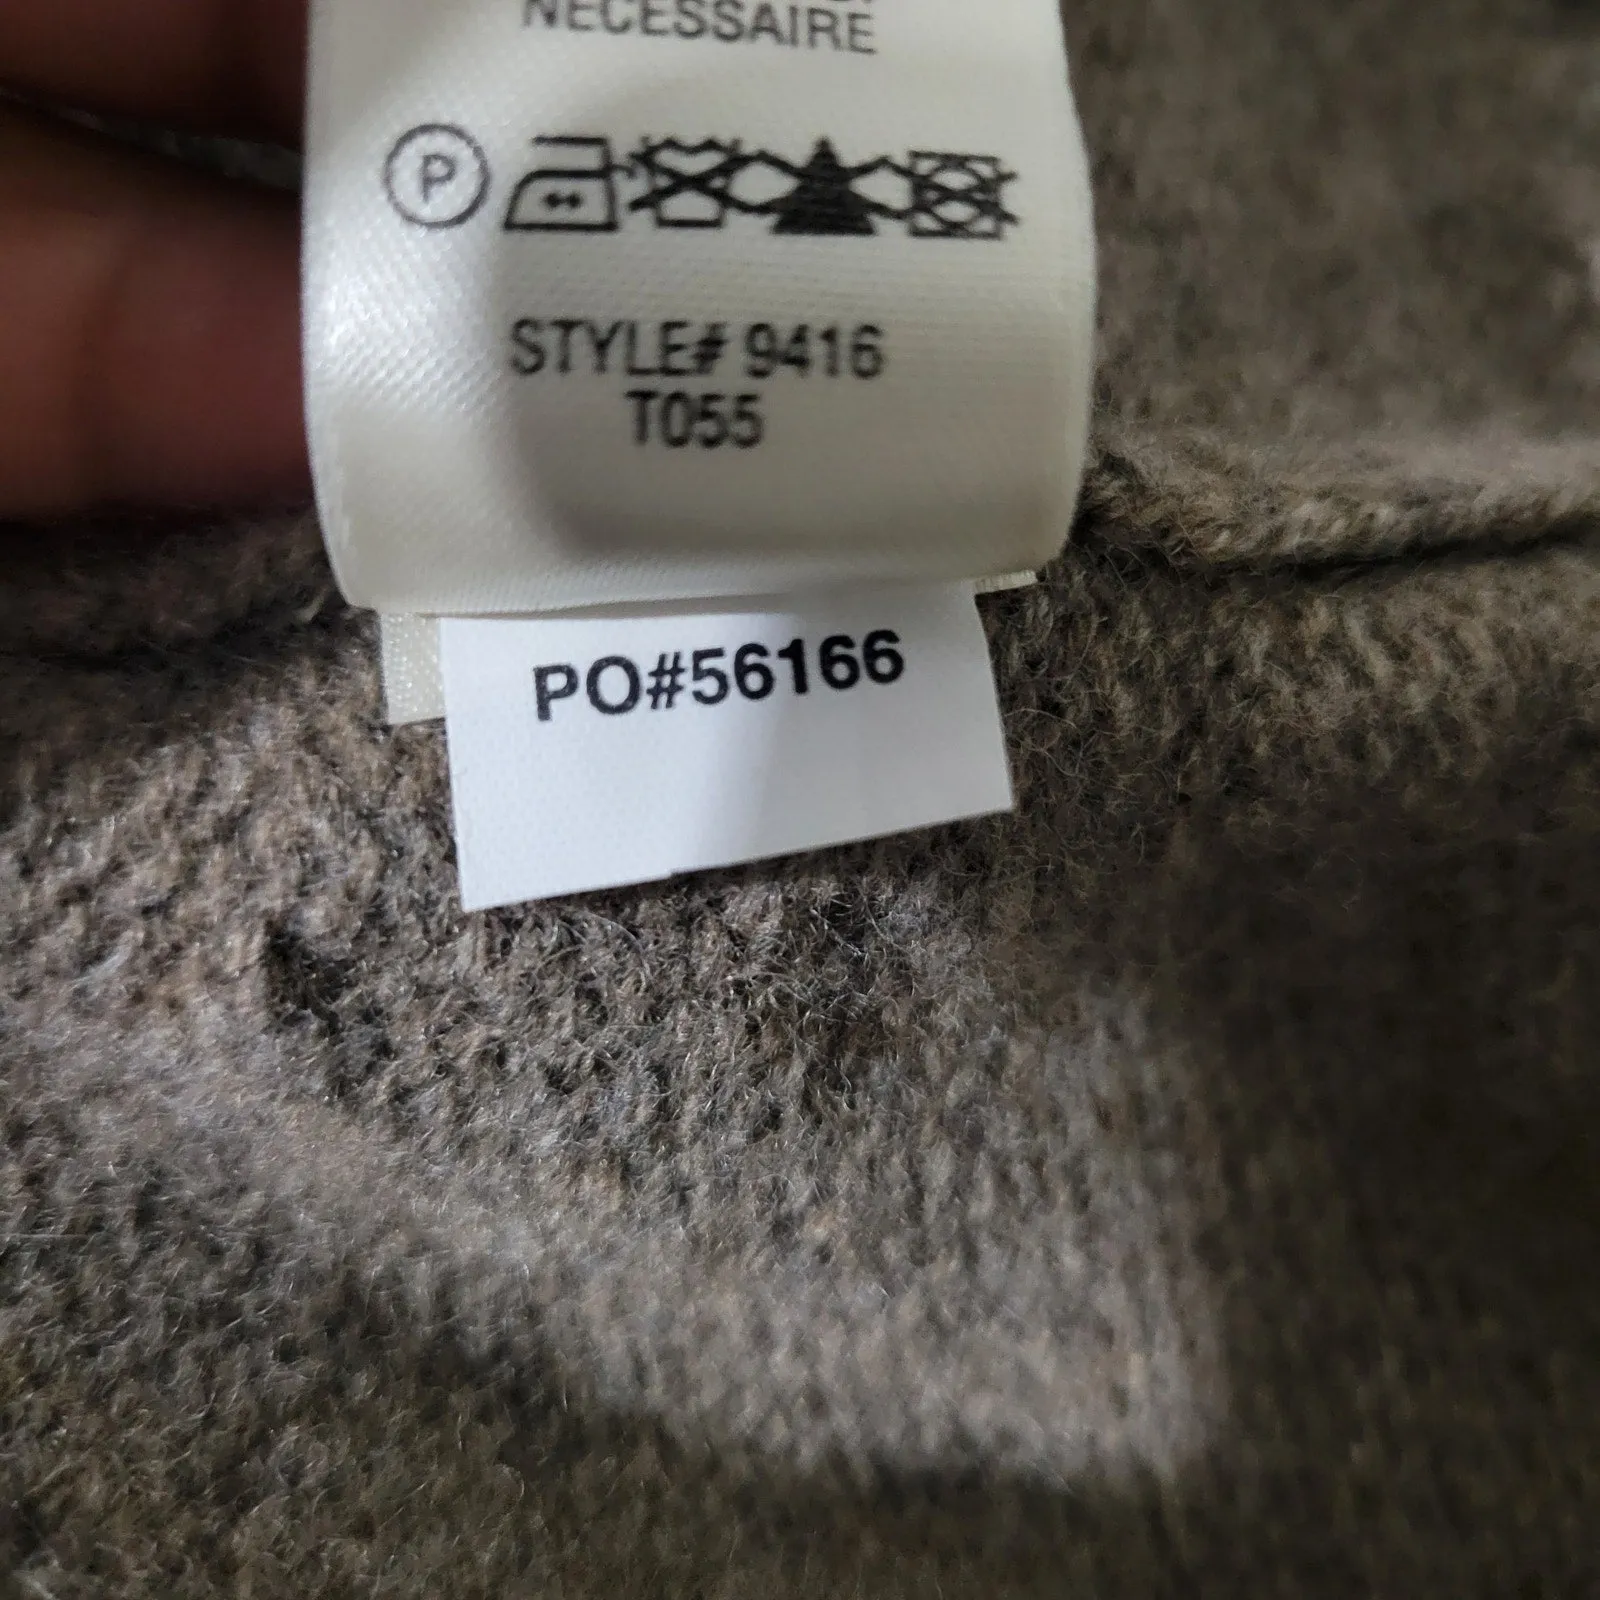 NECESSAIRE
P
STYLE# 9416
T055
PO#56166